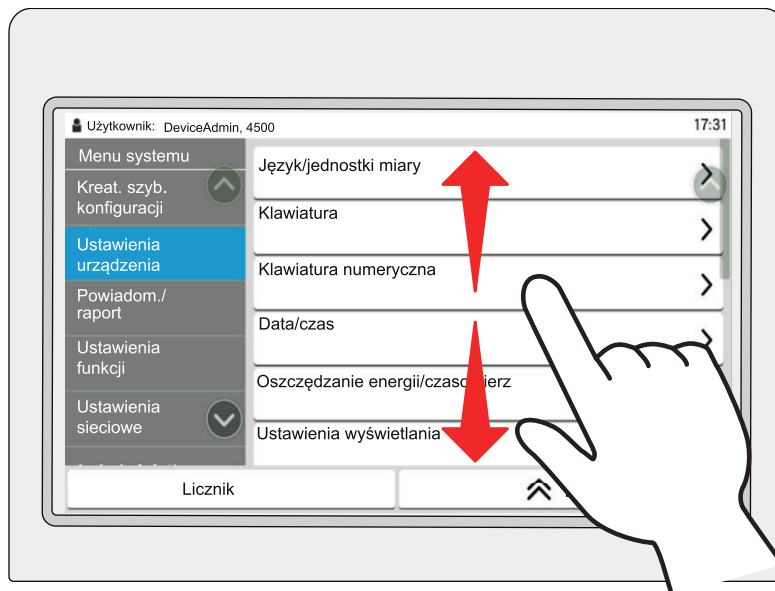 Użytkownik: DeviceAdmin, 4500
17:31
Menu systemu
Kreat. szyb.
konfiguracji
Ustawienia
urządzenia
Powiadom./
raport
Ustawienia
funkcji
Ustawienia
sieciowe
Język/jednostki miary
Klawiatura
Klawiatura numeryczna
Data/czas
Oszczędzanie energii/czasomierz
Ustawienia wyświetlania
Licznik